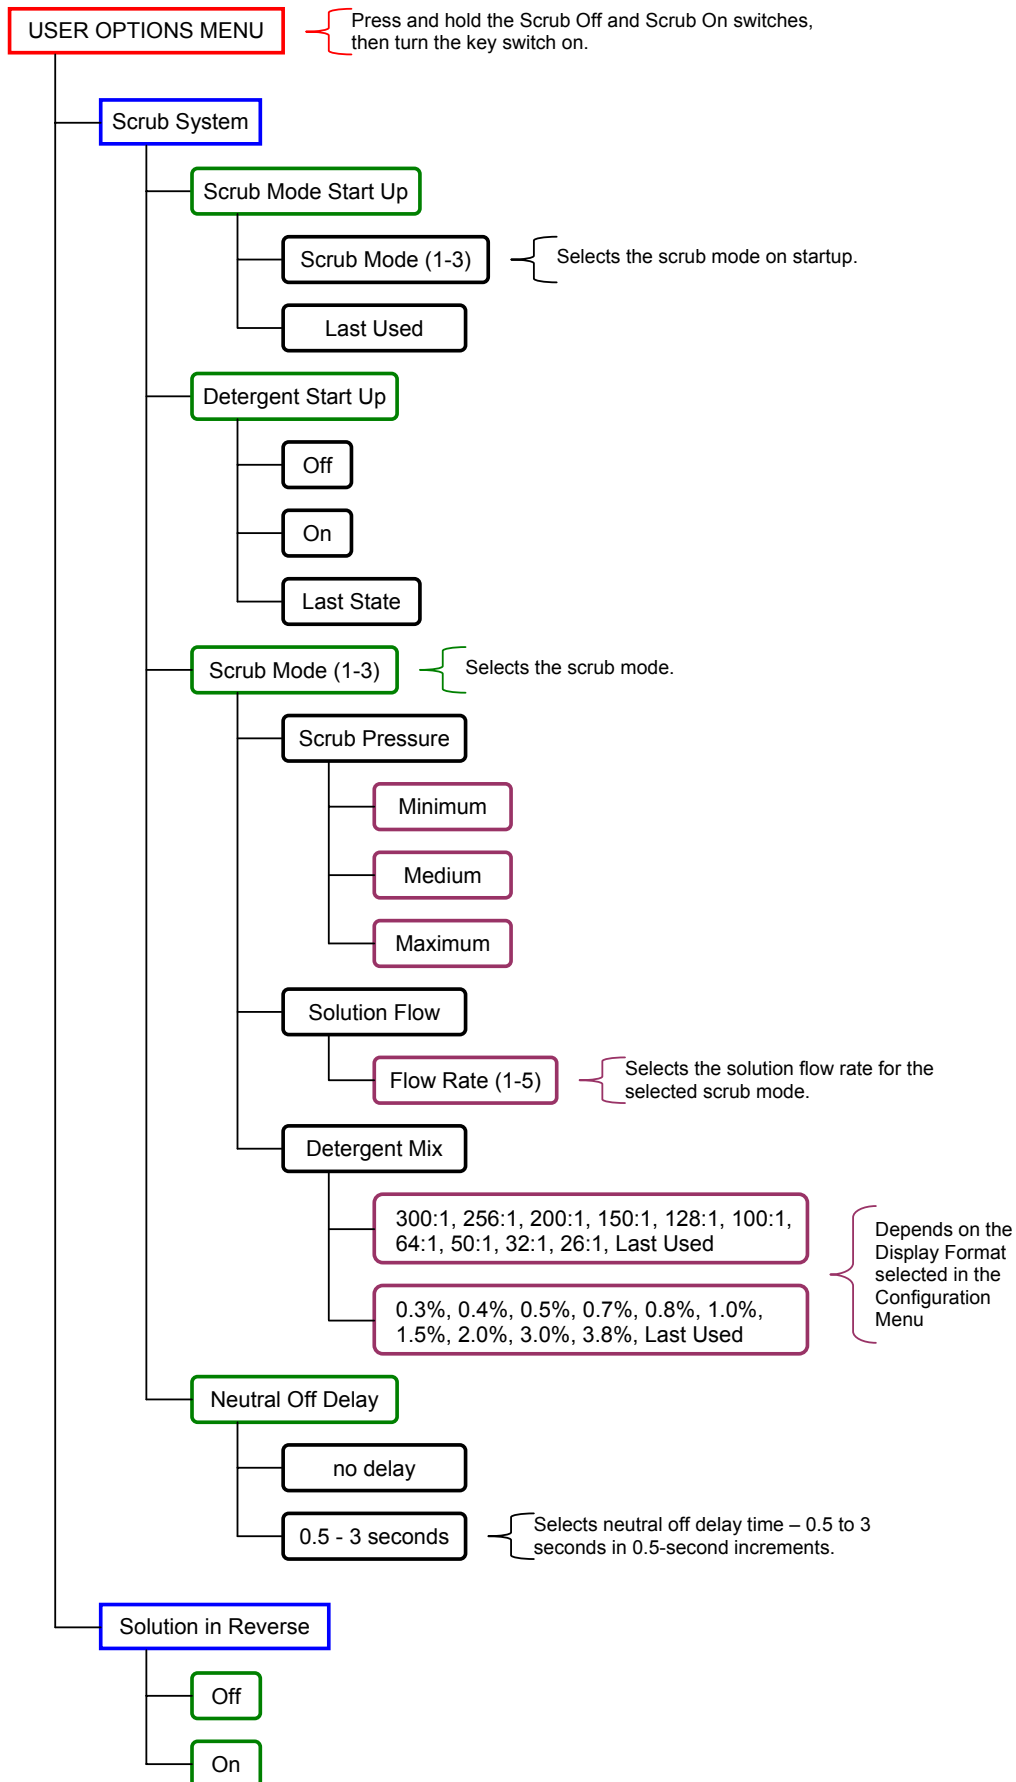 USER OPTIONS MENU
Press and hold the Scrub Off and Scrub On switches,
then turn the key switch on.
Scrub System
Scrub Mode Start Up
Scrub Mode (1-3)
Selects the scrub mode on startup.
Last Used
Detergent Start Up
Off
On
Last State
Scrub Mode (1-3)
Selects the scrub mode.
Scrub Pressure
Minimum
Medium
Maximum
Solution Flow
Flow Rate (1-5)
Selects the solution flow rate for the
selected scrub mode.
Detergent Mix
300:1, 256:1, 200:1, 150:1, 128:1, 100:1,
64:1, 50:1, 32:1, 26:1, Last Used
0.3%, 0.4%, 0.5%, 0.7%, 0.8%, 1.0%,
1.5%, 2.0%, 3.0%, 3.8%, Last Used
Depends on the
Display Format
selected in the
Configuration
Menu
Neutral Off Delay
no delay
0.5 - 3 seconds
Selects neutral off delay time – 0.5 to 3
seconds in 0.5-second increments.
Solution in Reverse
Off
On